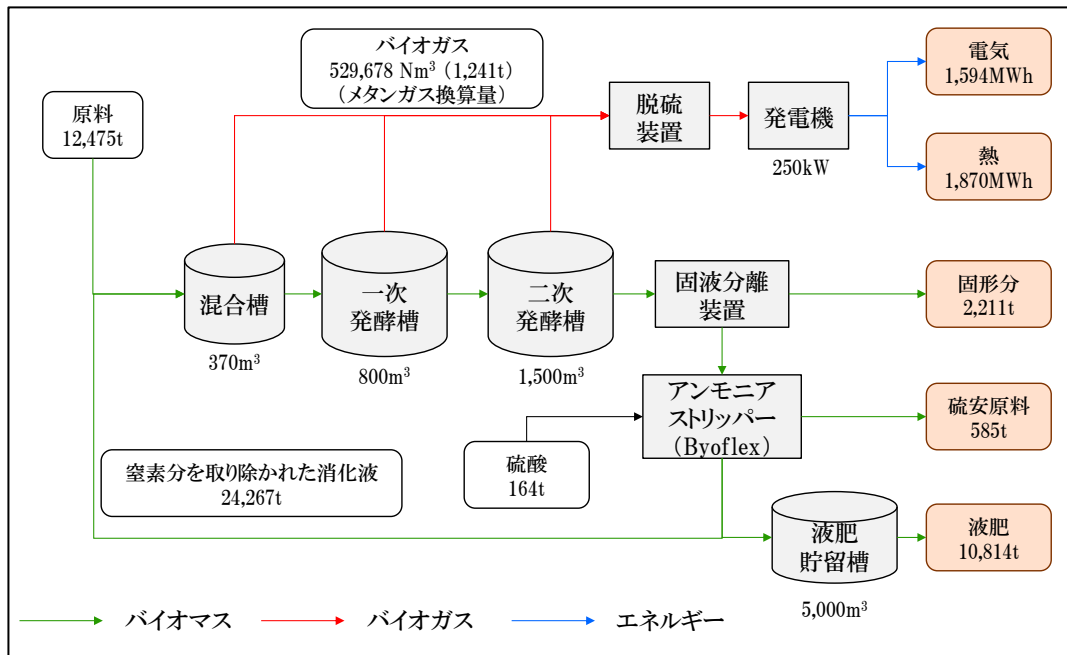 バイオガス
529,678 Nm³ (1,241t)
(メタンガス換算量)
電気
1,594MWh
原料
12,475t
脱硫
装置
発電機
250kW
熱
1,870MWh
混合槽
370m³
一次
発酵槽
800m³
二次
発酵槽
1,500m³
固液分離
装置
固形分
2,211t
アンモニア
ストリッパー
(Byoflex)
硫安原料
585t
硫酸
164t
窒素分を取り除かれた消化液
24,267t
液肥
貯留槽
5,000m³
液肥
10,814t
バイオマス
バイオガス
エネルギー